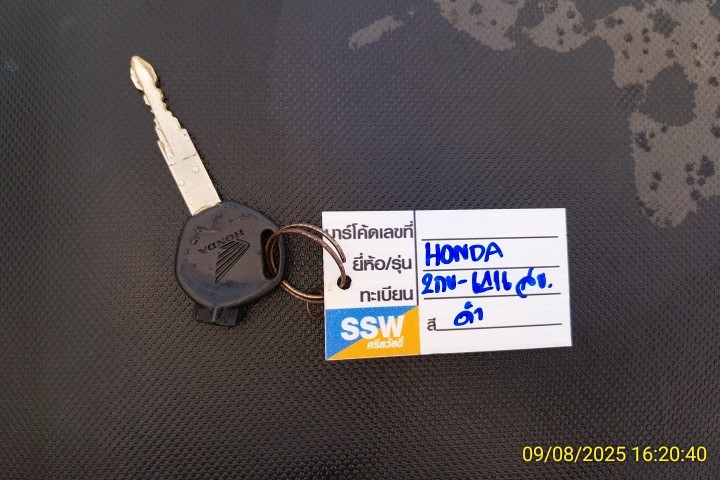 HONDA
บาร์โค้ดเลขที่
ยี่ห้อ/รุ่น HONDA
ทะเบียน
สี ดำ
SSW
ศรีสวัสดิ์
09/08/2025 16:20:40